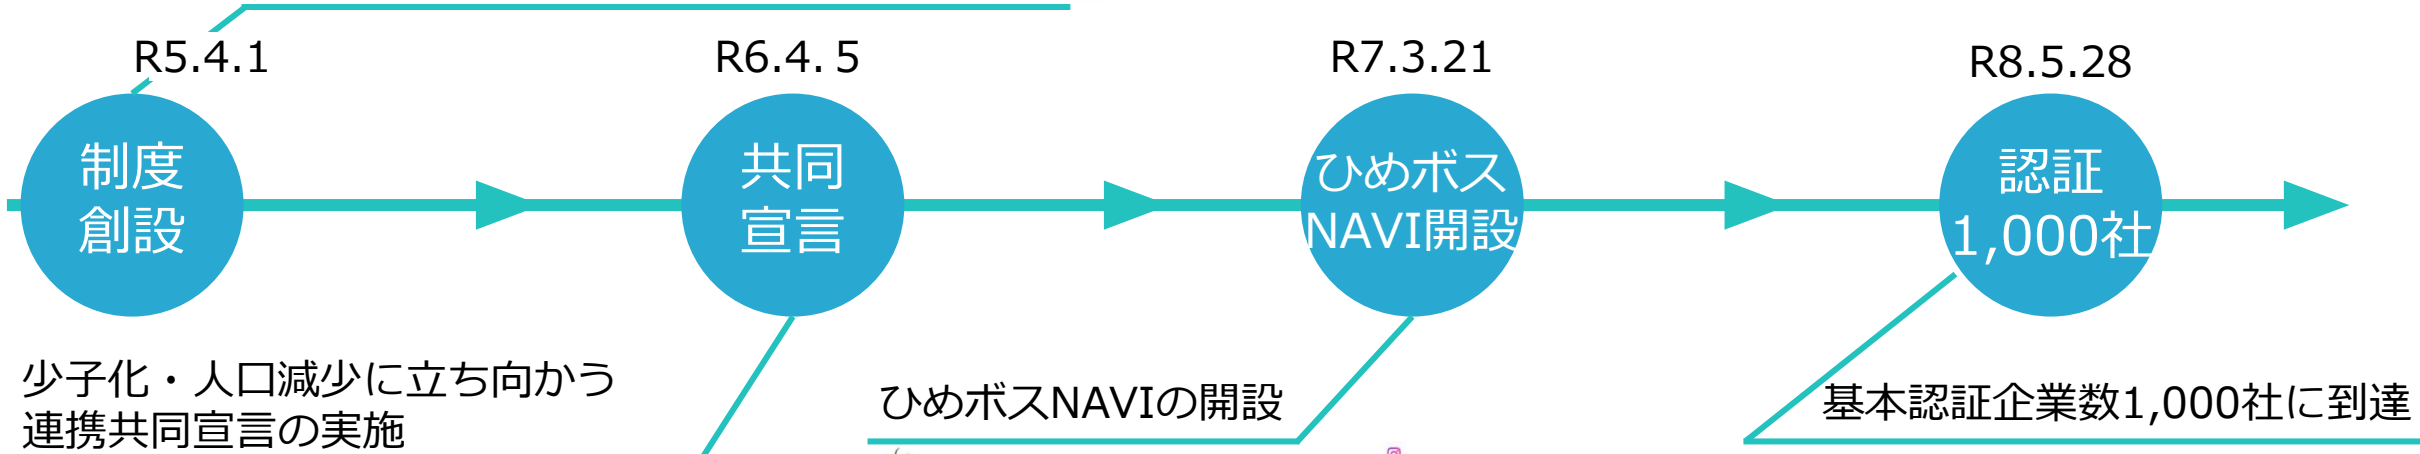 R5.4.1
R6.4. 5
R7.3.21
R8.5.28
制度
創設
共同
宣言
ひめボス
NAVI開設
認証
1,000社
少子化・人口減少に立ち向かう
連携共同宣言の実施
ひめボスNAVIの開設
基本認証企業数1,000社に到達